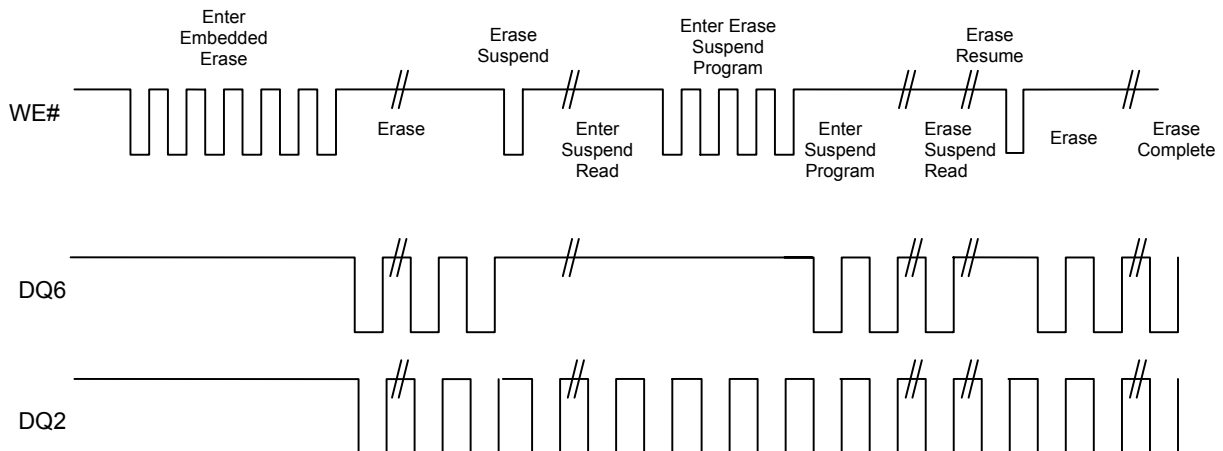 Enter
Embedded
Erase
Erase
Suspend
Enter Erase
Suspend
Program
Erase
Resume
WE#
Erase
Enter
Suspend
Read
Enter
Suspend
Program
Erase
Suspend
Read
Erase
Erase
Complete
DQ6
DQ2